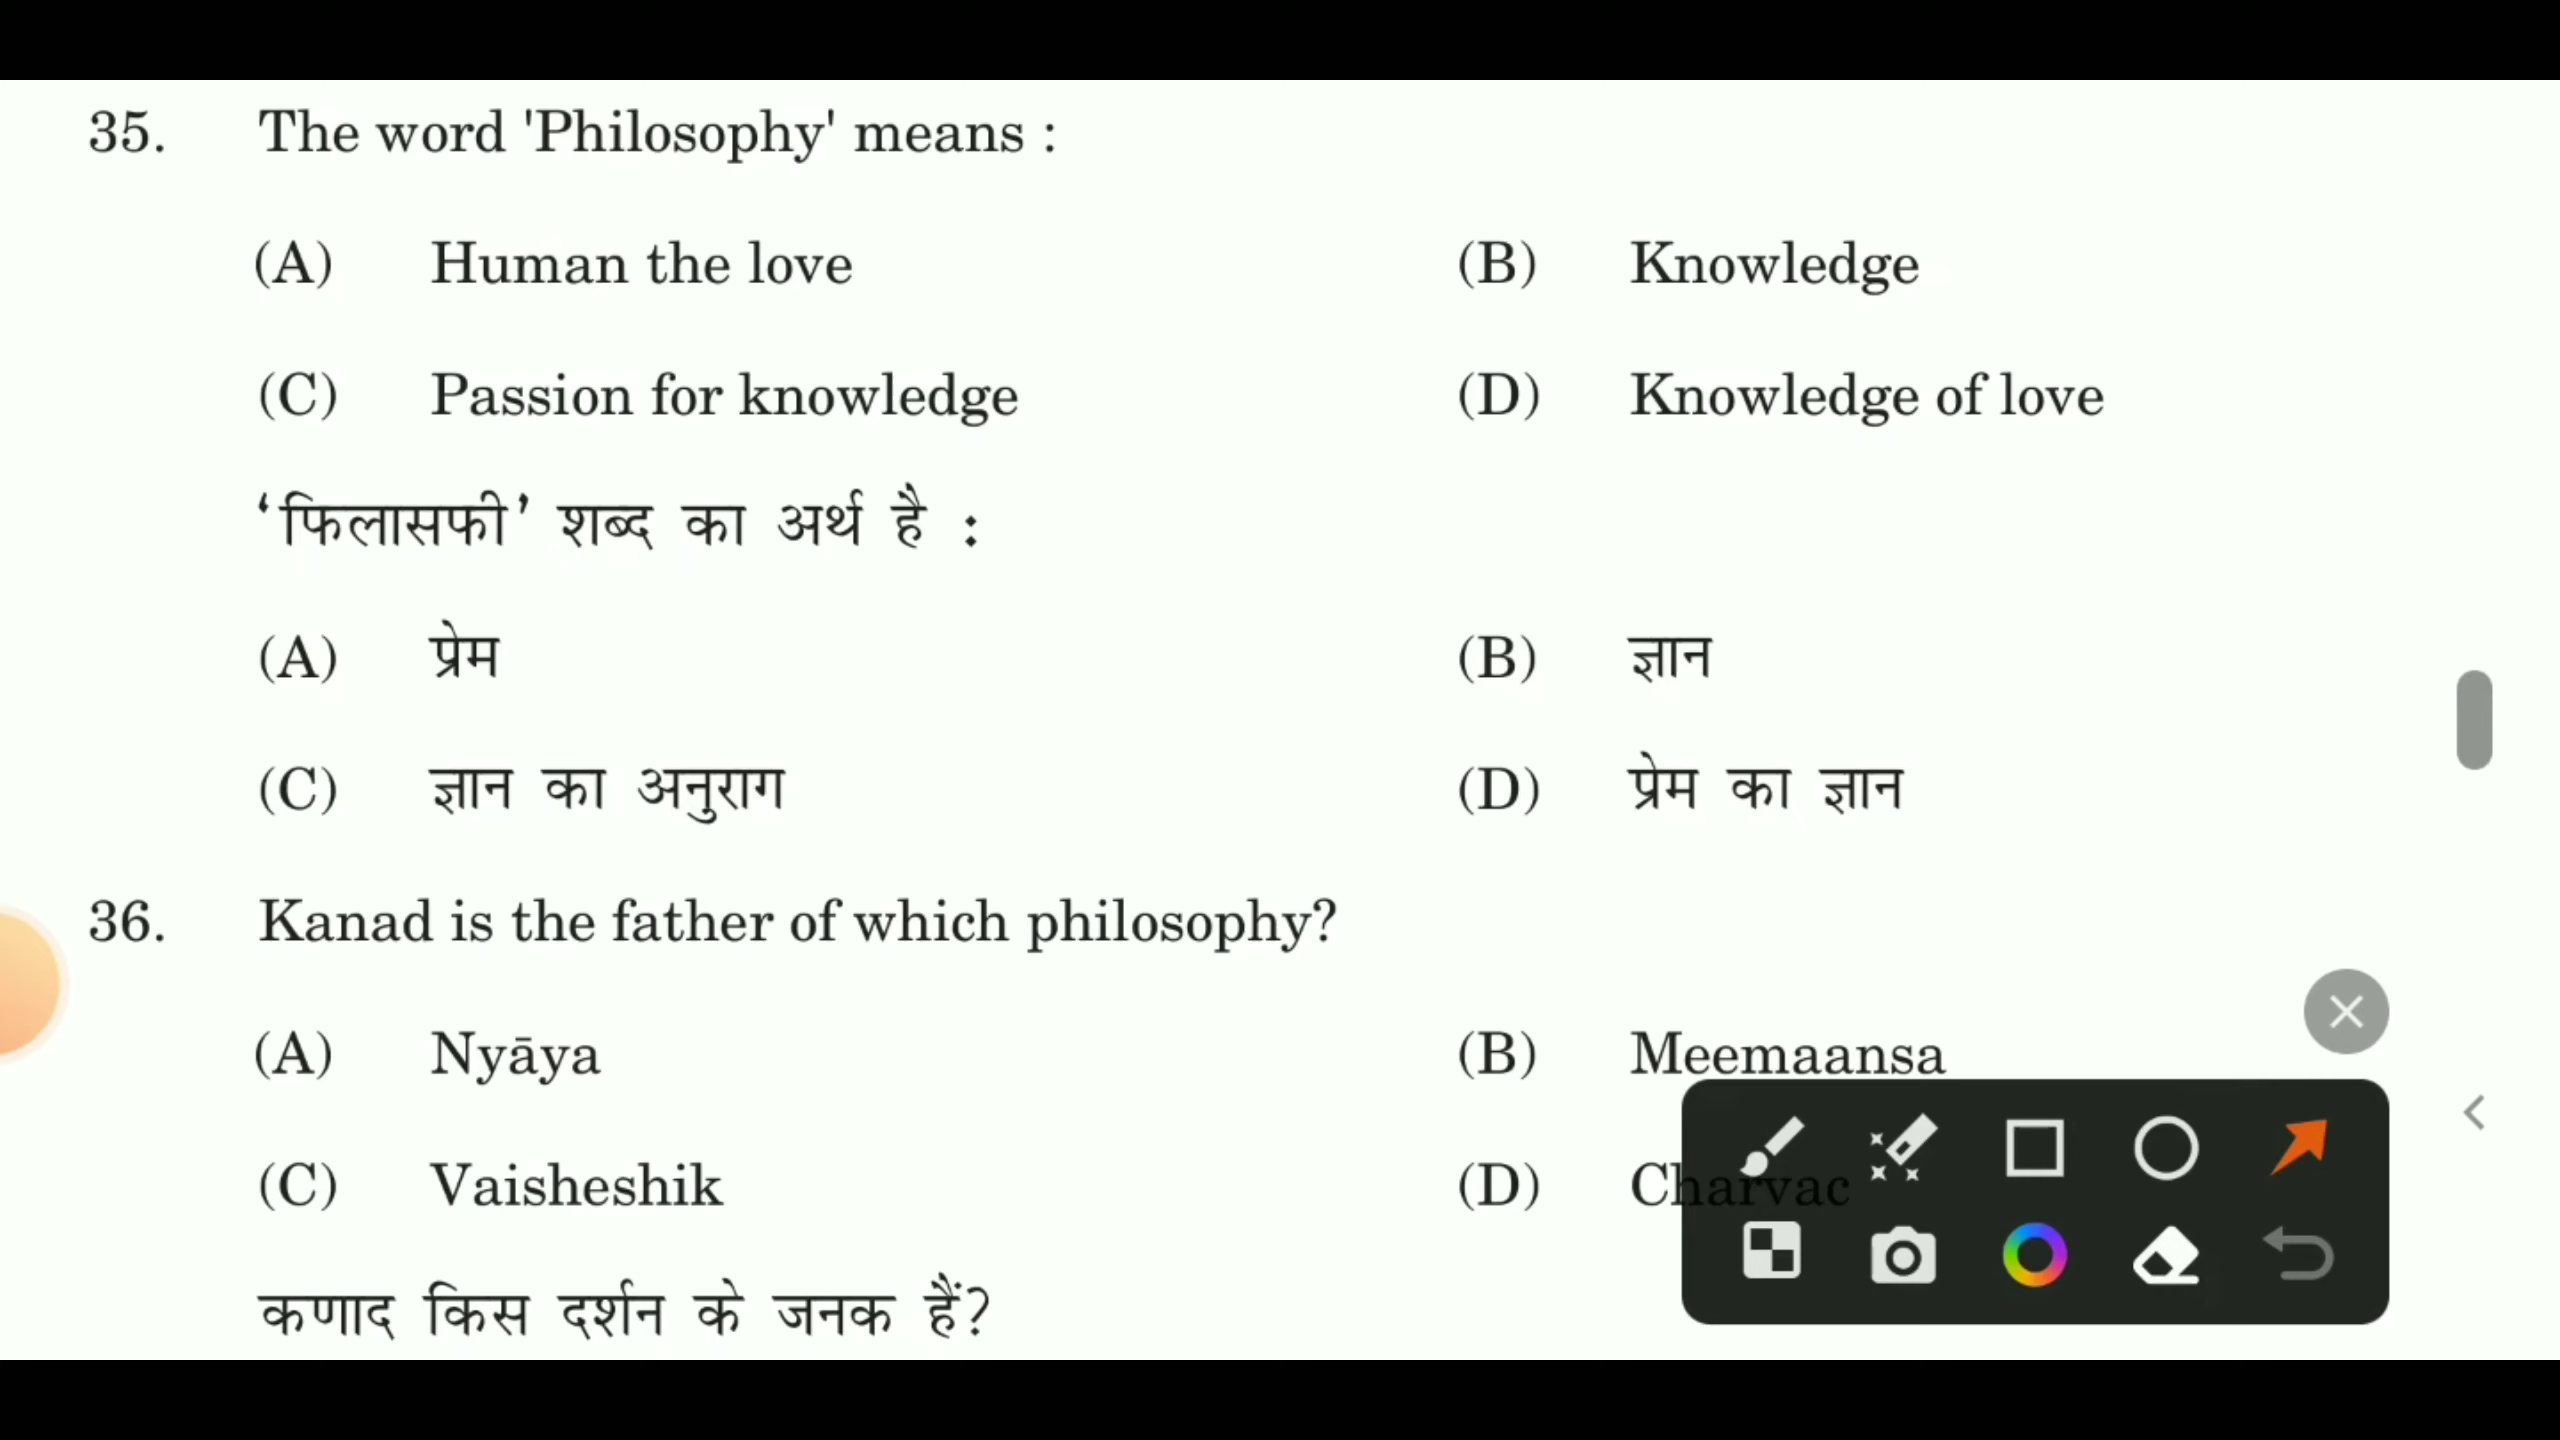 35. The word 'Philosophy' means :
(A) Human the love (B) Knowledge
(C) Passion for knowledge (D) Knowledge of love
‘फिलासफी’ शब्द का अर्थ है :
(A) प्रेम (B) ज्ञान
(C) ज्ञान का अनुराग (D) प्रेम का ज्ञान
36. Kanad is the father of which philosophy?
(A) Nyāya (B) Meemaansa
(C) Vaisheshik (D) Charvac
कणाद किस दर्शन के जनक हैं?